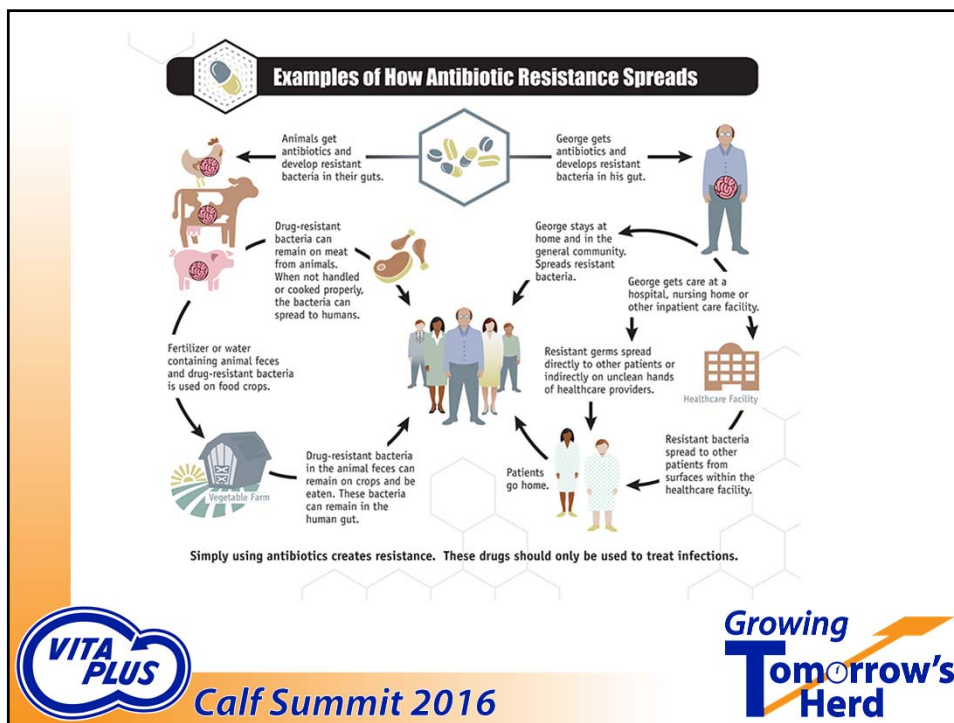 Examples of How Antibiotic Resistance Spreads
Animals get
antibiotics and
develop resistant
bacteria in their guts.
George gets
antibiotics and
develops resistant
bacteria in his gut.
Drug-resistant
bacteria can
remain on meat
from animals.
When not handled
or cooked properly,
the bacteria can
spread to humans.
George stays at
home and in the
general community.
Spreads resistant
bacteria.
George gets care at a
hospital, nursing home or
other inpatient care facility.
Fertilizer or water
containing animal feces
and drug-resistant bacteria
is used on food crops.
Resistant germs spread
directly to other patients or
indirectly on unclean hands
of healthcare providers.
Healthcare Facility
Vegetable Farm
Drug-resistant bacteria
in the animal feces can
remain on crops and be
eaten. These bacteria
can remain in the
human gut.
Patients
go home.
Resistant bacteria
spread to other
patients from
surfaces within the
healthcare facility.
Simply using antibiotics creates resistance. These drugs should only be used to treat infections.
VITA
PLUS
Calf Summit 2016
Growing
Tomorrow's
Herd